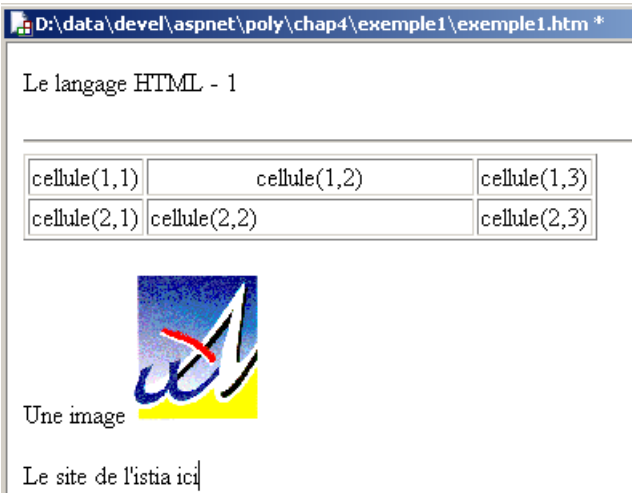 D:\data\devel\aspnet\poly\chap4\exemple1\exemple1.htm *
Le langage HTML - 1
cellule(1,1) cellule(1,2) cellule(1,3)
cellule(2,1) cellule(2,2) cellule(2,3)
Une image
Le site de l'istia ici